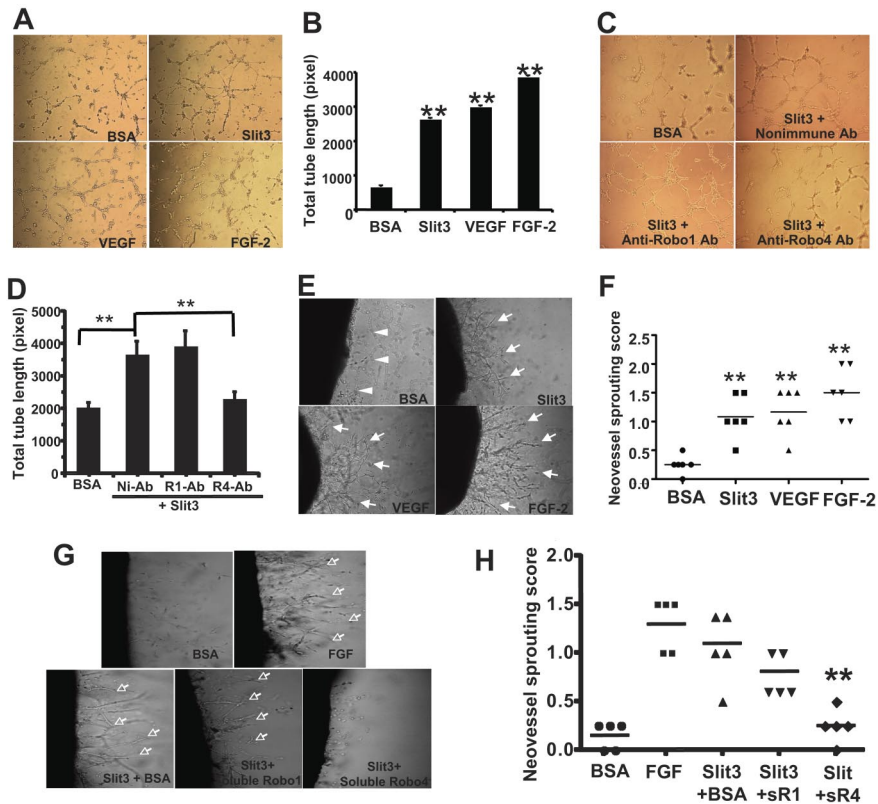 A
BSA
Slit3
VEGF
FGF-2
B
Total tube length (pixel)
4000
3000
2000
1000
0
**
**
**
BSA
Slit3
VEGF
FGF-2
C
BSA
Slit3 +
Nonimmune Ab
Slit3 +
Anti-Robo1 Ab
Slit3 +
Anti-Robo4 Ab
D
Total tube length (pixel)
6000
5000
4000
3000
2000
1000
0
**
**
BSA
Ni-Ab
R1-Ab
R4-Ab
+ Slit3
E
BSA
Slit3
VEGF
FGF-2
F
Neovessel sprouting score
2.5
2.0
1.5
1.0
0.5
0.0
**
**
**
BSA
Slit3
VEGF
FGF-2
G
BSA
FGF
Slit3 + BSA
Slit3+
oluble Robo1
Slit3+
Soluble Robo4
H
Neovessel sprouting score
2.0
1.5
1.0
0.5
0.0
**
BSA
FGF
Slit3
+BSA
Slit3
+sR1
Slit
+sR4